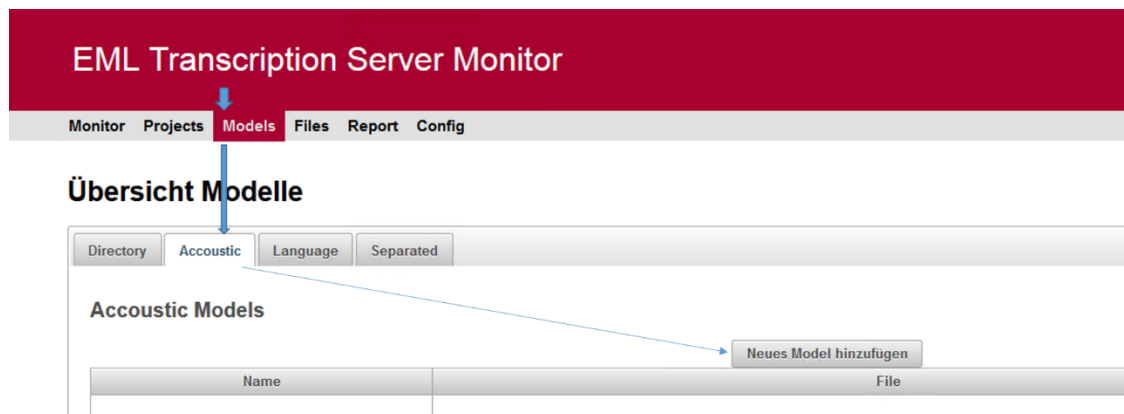 EML Transcription Server Monitor
Monitor Projects Models Files Report Config
Übersicht Modelle
Directory Accoustic Language Separated
Accoustic Models
Neues Model hinzufügen
Name File